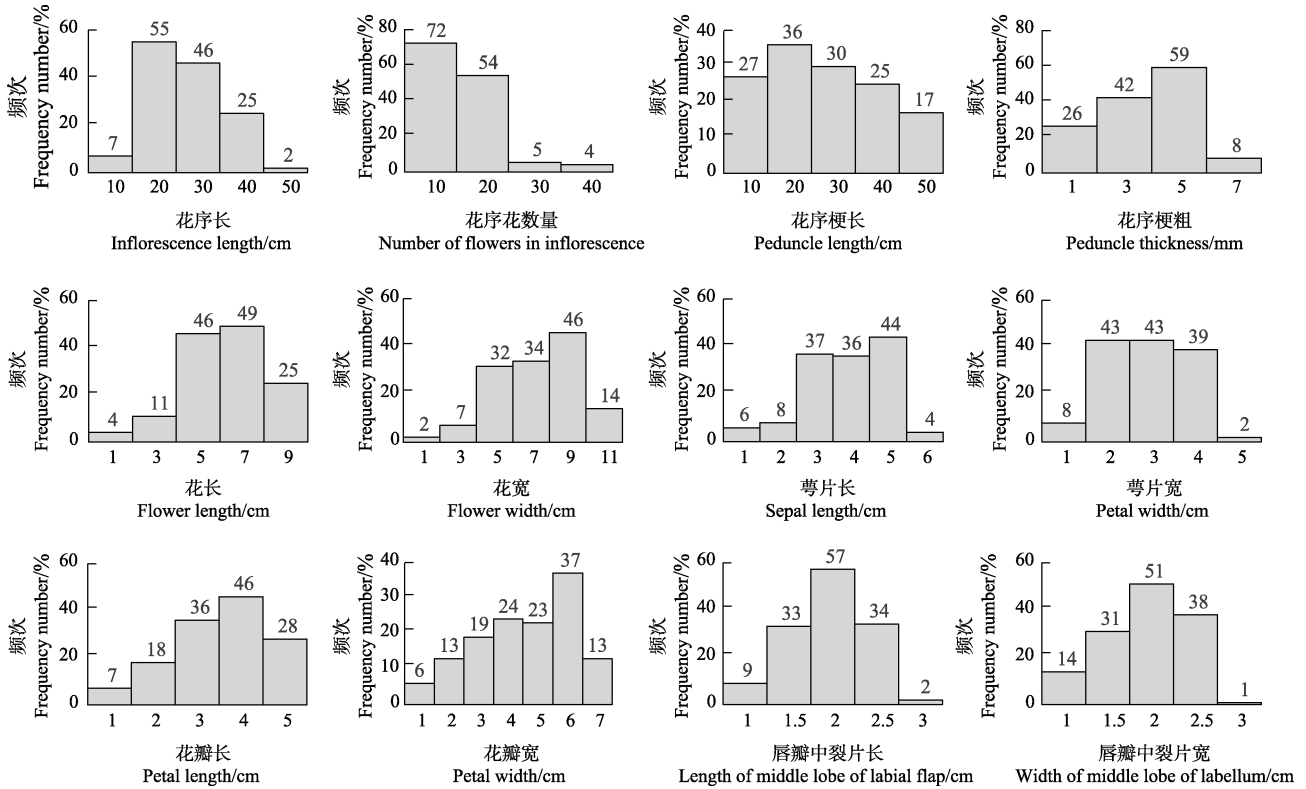 频次
Frequency number/%
60
40
20
0
7
55
46
25
2
10 20 30 40 50
花序长
Inflorescence length/cm
频次
Frequency number/%
80
60
40
20
0
72
54
5
4
10 20 30 40
花序花数量
Number of flowers in inflorescence
频次
Frequency number/%
40
30
20
10
0
27
36
30
25
17
10 20 30 40 50
花序梗长
Peduncle length/cm
频次
Frequency number/%
80
60
40
20
0
26
42
59
8
1 3 5 7
花序梗粗
Peduncle thickness/mm
频次
Frequency number/%
60
40
20
0
4
11
46
49
25
1 3 5 7 9
花长
Flower length/cm
频次
Frequency number/%
60
40
20
0
2
7
32
34
46
14
1 3 5 7 9 11
花宽
Flower width/cm
频次
Frequency number/%
60
40
20
0
6
8
37
36
44
4
1 2 3 4 5 6
萼片长
Sepal length/cm
频次
Frequency number/%
60
40
20
0
8
43
43
39
2
1 2 3 4 5
萼片宽
Petal width/cm
频次
Frequency number/%
60
40
20
0
7
18
36
46
28
1 2 3 4 5
花瓣长
Petal length/cm
频次
Frequency number/%
40
30
20
10
0
6
13
19
24
23
37
13
1 2 3 4 5 6 7
花瓣宽
Petal width/cm
频次
Frequency number/%
60
40
20
0
9
33
57
34
2
1 1.5 2 2.5 3
唇瓣中裂片长
Length of middle lobe of labial flap/cm
频次
Frequency number/%
60
40
20
0
14
31
51
38
1
1 1.5 2 2.5 3
唇瓣中裂片宽
Width of middle lobe of labellum/cm